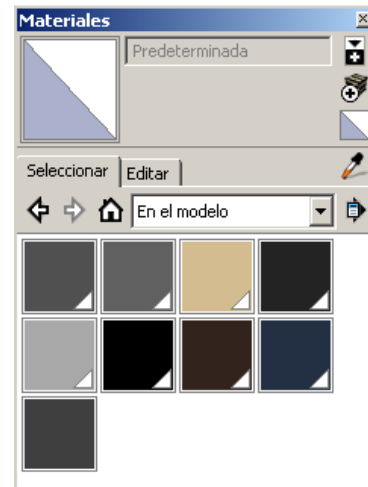 Materiales
Predeterminada
Seleccionar Editar
En el modelo